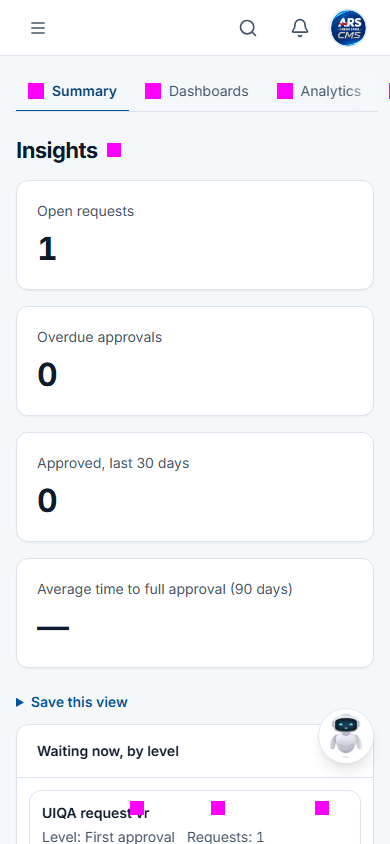 ARS
CMS
Summary Dashboards Analytics
Insights
Open requests
1
Overdue approvals
0
Approved, last 30 days
0
Average time to full approval (90 days)
—
Save this view
Waiting now, by level
UIQA request
Level: First approval Requests: 1